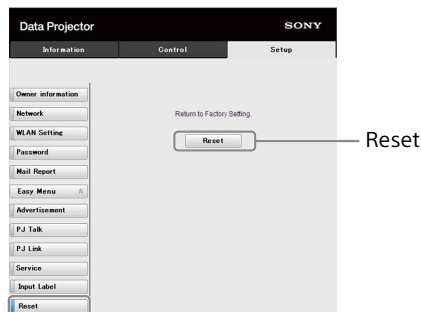 Data Projector SONY
Information Control Setup
Owner information
Network
Return to Factory Setting.
WLAN Setting
Reset
Reset
Password
Mail Report
Easy Menu
Advertisement
PJ Talk
PJ Link
Service
Input Label
Reset